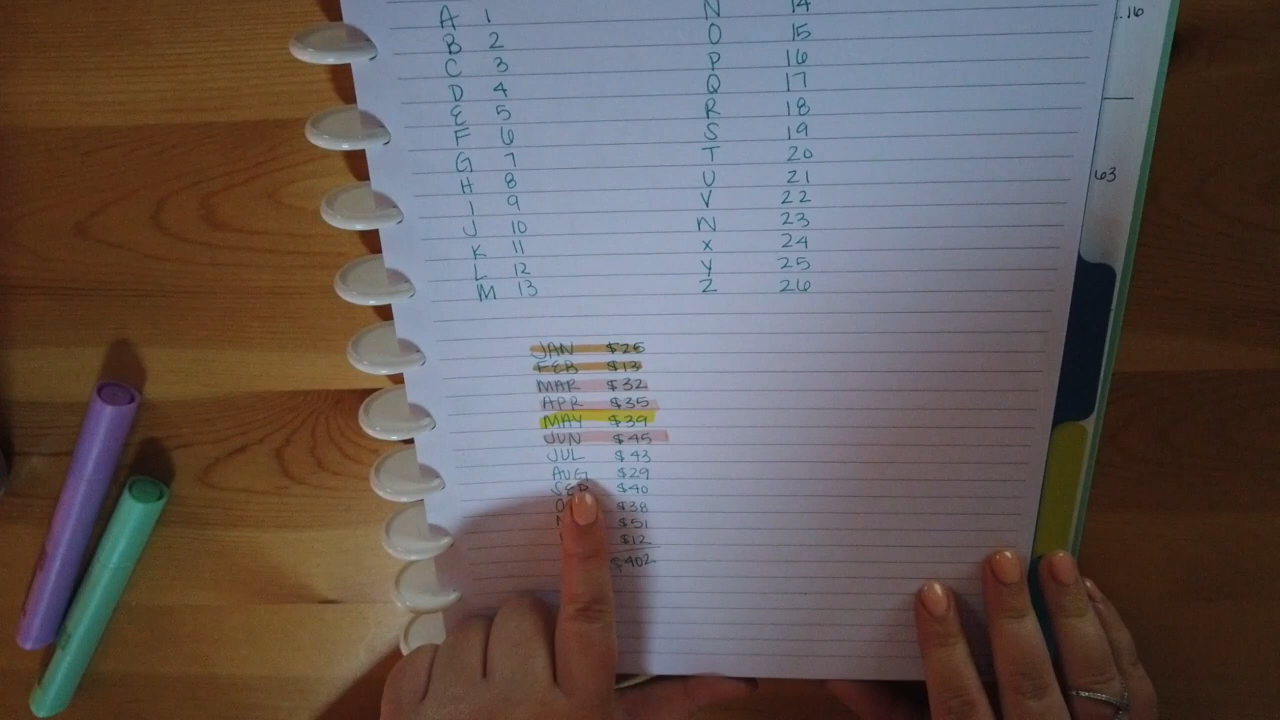 A 1 N 14
B 2 O 15
C 3 P 16
D 4 Q 17
E 5 R 18
F 6 S 19
G 7 T 20
H 8 U 21
I 9 V 22
J 10 N 23
K 11 X 24
L 12 Y 25
M 13 Z 26
JAN $25
FEB $13
MAR $32
APR $35
MAY $39
JUN $45
JUL $43
AUG $29
SEP $40
$38
$51
$12
$402
16
63